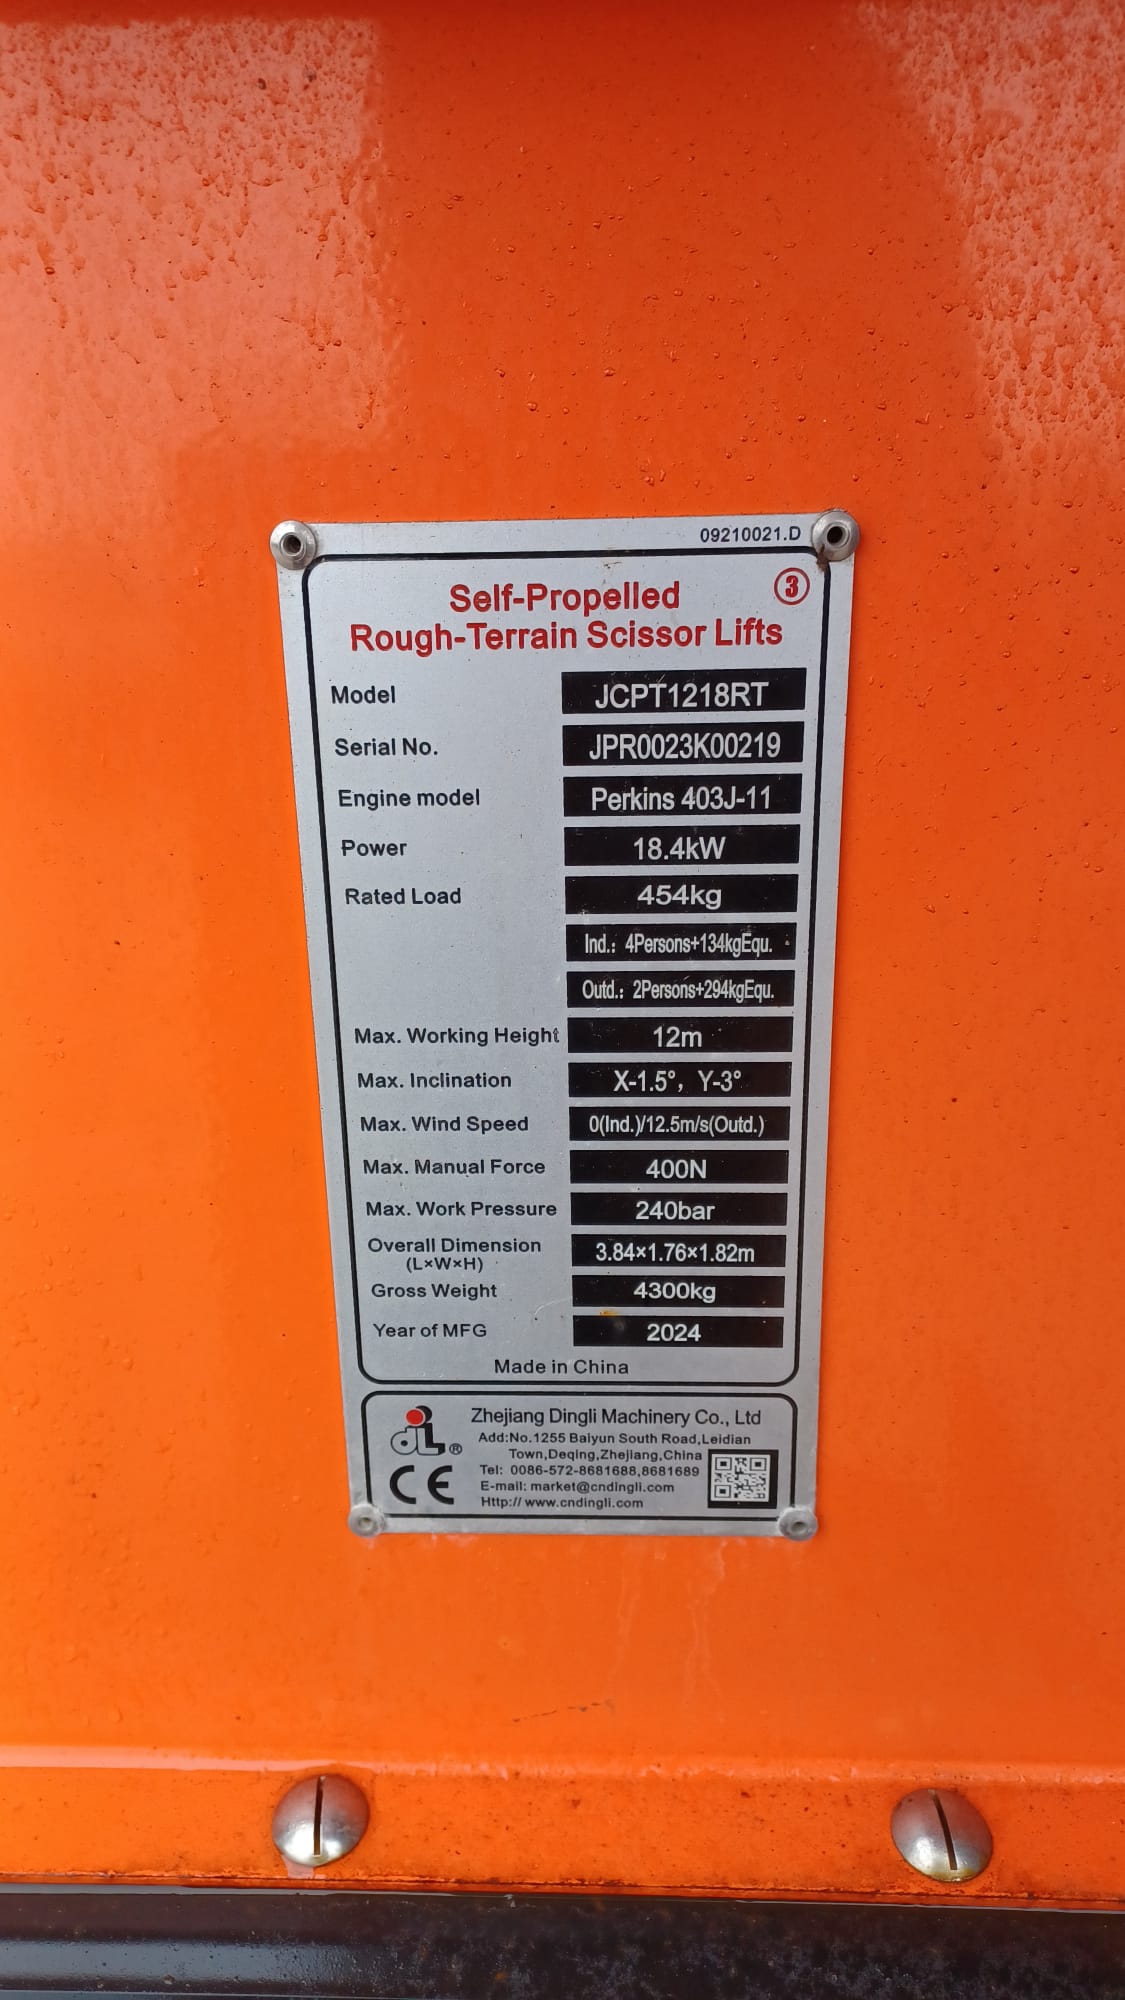 09210021.D
3
Self-Propelled
Rough-Terrain Scissor Lifts
Model JCPT1218RT
Serial No. JPR0023K00219
Engine model Perkins 403J-11
Power 18.4kW
Rated Load 454kg
Ind.: 4Persons+134kgEqu.
Outd.: 2Persons+294kgEqu.
Max. Working Height 12m
Max. Inclination X-1.5°, Y-3°
Max. Wind Speed 0(Ind.)/12.5m/s(Outd.)
Max. Manual Force 400N
Max. Work Pressure 240bar
Overall Dimension 3.84×1.76×1.82m
(L×W×H)
Gross Weight 4300kg
Year of MFG 2024
Made in China
Zhejiang Dingli Machinery Co., Ltd
Add:No.1255 Baiyun South Road,Leidian
Town,Deqing,Zhejiang,China
Tel: 0086-572-8681688,8681689
E-mail: market@cndingli.com
Http:// www.cndingli.com
dL®
CE